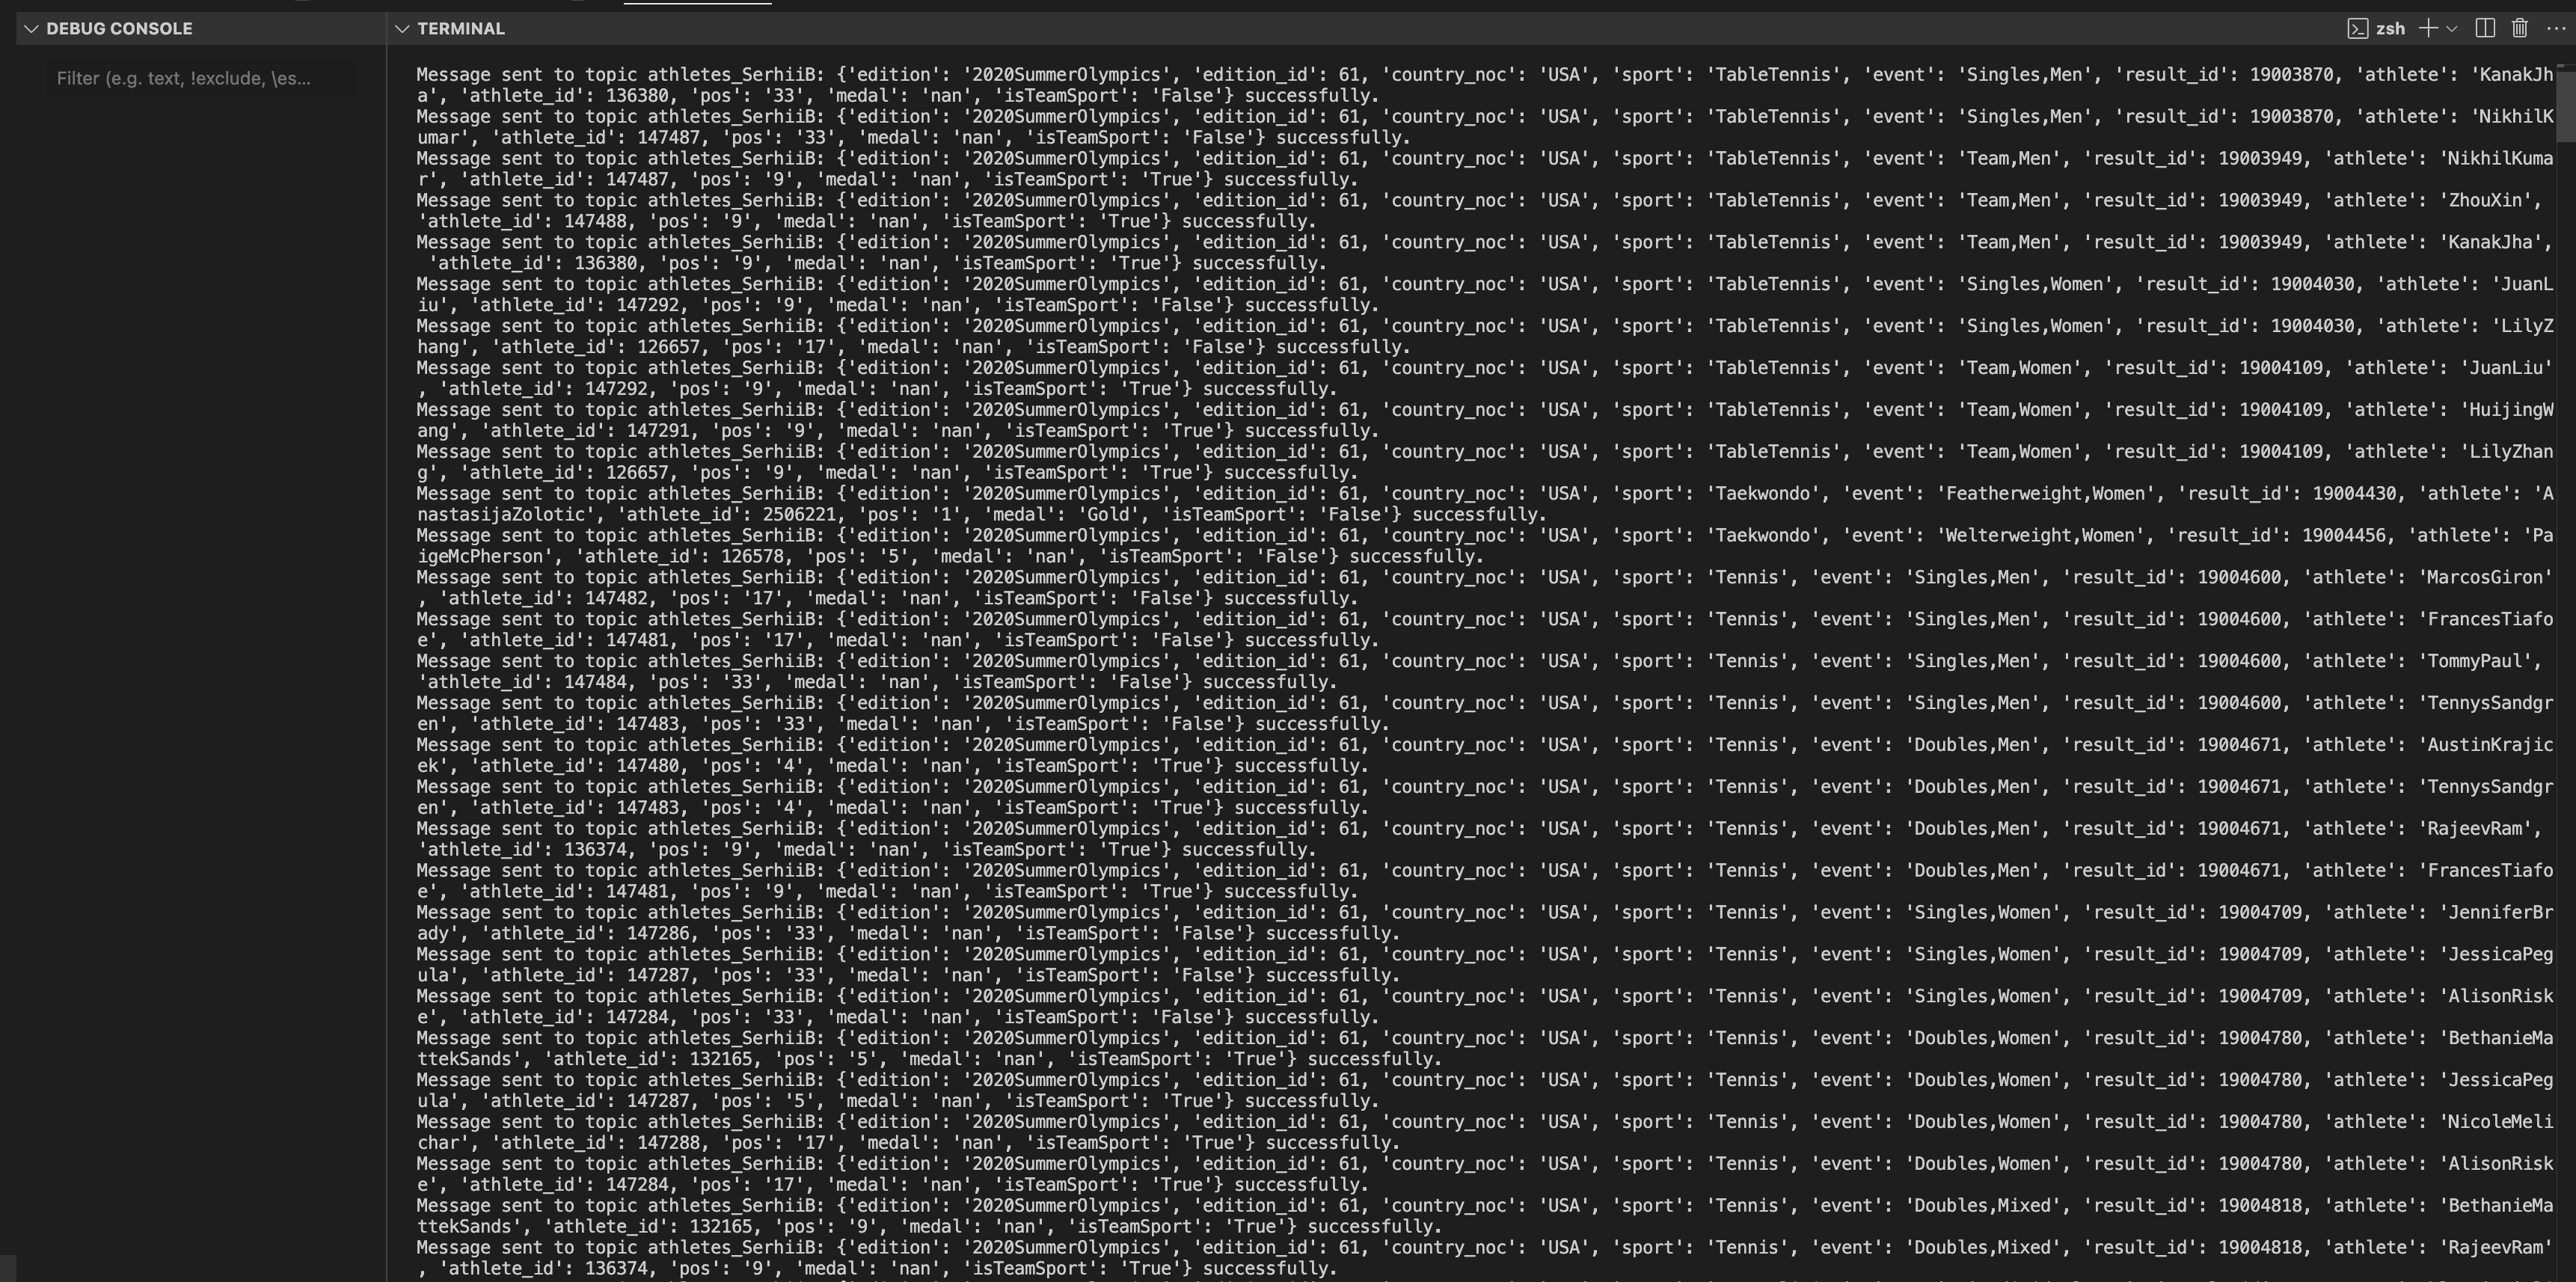 DEBUG CONSOLE
Filter (e.g. text, !exclude, \es...
TERMINAL
zsh
Message sent to topic athletes_SerhiiB: {'edition': '2020SummerOlympics', 'edition_id': 61, 'country_noc': 'USA', 'sport': 'TableTennis', 'event': 'Singles,Men', 'result_id': 19003870, 'athlete': 'KanakJh
a', 'athlete_id': 136380, 'pos': '33', 'medal': 'nan', 'isTeamSport': 'False'} successfully.
Message sent to topic athletes_SerhiiB: {'edition': '2020SummerOlympics', 'edition_id': 61, 'country_noc': 'USA', 'sport': 'TableTennis', 'event': 'Singles,Men', 'result_id': 19003870, 'athlete': 'NikhilK
umar', 'athlete_id': 147487, 'pos': '33', 'medal': 'nan', 'isTeamSport': 'False'} successfully.
Message sent to topic athletes_SerhiiB: {'edition': '2020SummerOlympics', 'edition_id': 61, 'country_noc': 'USA', 'sport': 'TableTennis', 'event': 'Team,Men', 'result_id': 19003949, 'athlete': 'NikhilKuma
r', 'athlete_id': 147487, 'pos': '9', 'medal': 'nan', 'isTeamSport': 'True'} successfully.
Message sent to topic athletes_SerhiiB: {'edition': '2020SummerOlympics', 'edition_id': 61, 'country_noc': 'USA', 'sport': 'TableTennis', 'event': 'Team,Men', 'result_id': 19003949, 'athlete': 'ZhouXin',
'athlete_id': 147488, 'pos': '9', 'medal': 'nan', 'isTeamSport': 'True'} successfully.
Message sent to topic athletes_SerhiiB: {'edition': '2020SummerOlympics', 'edition_id': 61, 'country_noc': 'USA', 'sport': 'TableTennis', 'event': 'Team,Men', 'result_id': 19003949, 'athlete': 'KanakJha',
'athlete_id': 136380, 'pos': '9', 'medal': 'nan', 'isTeamSport': 'True'} successfully.
Message sent to topic athletes_SerhiiB: {'edition': '2020SummerOlympics', 'edition_id': 61, 'country_noc': 'USA', 'sport': 'TableTennis', 'event': 'Singles,Women', 'result_id': 19004030, 'athlete': 'JuanL
iu', 'athlete_id': 147292, 'pos': '9', 'medal': 'nan', 'isTeamSport': 'False'} successfully.
Message sent to topic athletes_SerhiiB: {'edition': '2020SummerOlympics', 'edition_id': 61, 'country_noc': 'USA', 'sport': 'TableTennis', 'event': 'Singles,Women', 'result_id': 19004030, 'athlete': 'LilyZ
hang', 'athlete_id': 126657, 'pos': '17', 'medal': 'nan', 'isTeamSport': 'False'} successfully.
Message sent to topic athletes_SerhiiB: {'edition': '2020SummerOlympics', 'edition_id': 61, 'country_noc': 'USA', 'sport': 'TableTennis', 'event': 'Team,Women', 'result_id': 19004109, 'athlete': 'JuanLiu'
, 'athlete_id': 147292, 'pos': '9', 'medal': 'nan', 'isTeamSport': 'True'} successfully.
Message sent to topic athletes_SerhiiB: {'edition': '2020SummerOlympics', 'edition_id': 61, 'country_noc': 'USA', 'sport': 'TableTennis', 'event': 'Team,Women', 'result_id': 19004109, 'athlete': 'HuijingW
ang', 'athlete_id': 147291, 'pos': '9', 'medal': 'nan', 'isTeamSport': 'True'} successfully.
Message sent to topic athletes_SerhiiB: {'edition': '2020SummerOlympics', 'edition_id': 61, 'country_noc': 'USA', 'sport': 'TableTennis', 'event': 'Team,Women', 'result_id': 19004109, 'athlete': 'LilyZhan
g', 'athlete_id': 126657, 'pos': '9', 'medal': 'nan', 'isTeamSport': 'True'} successfully.
Message sent to topic athletes_SerhiiB: {'edition': '2020SummerOlympics', 'edition_id': 61, 'country_noc': 'USA', 'sport': 'Taekwondo', 'event': 'Featherweight,Women', 'result_id': 19004430, 'athlete': 'A
nastasijaZolotic', 'athlete_id': 2506221, 'pos': '1', 'medal': 'Gold', 'isTeamSport': 'False'} successfully.
Message sent to topic athletes_SerhiiB: {'edition': '2020SummerOlympics', 'edition_id': 61, 'country_noc': 'USA', 'sport': 'Taekwondo', 'event': 'Welterweight,Women', 'result_id': 19004456, 'athlete': 'Pa
igeMcPherson', 'athlete_id': 126578, 'pos': '5', 'medal': 'nan', 'isTeamSport': 'False'} successfully.
Message sent to topic athletes_SerhiiB: {'edition': '2020SummerOlympics', 'edition_id': 61, 'country_noc': 'USA', 'sport': 'Tennis', 'event': 'Singles,Men', 'result_id': 19004600, 'athlete': 'MarcosGiron'
, 'athlete_id': 147482, 'pos': '17', 'medal': 'nan', 'isTeamSport': 'False'} successfully.
Message sent to topic athletes_SerhiiB: {'edition': '2020SummerOlympics', 'edition_id': 61, 'country_noc': 'USA', 'sport': 'Tennis', 'event': 'Singles,Men', 'result_id': 19004600, 'athlete': 'FrancesTiafo
e', 'athlete_id': 147481, 'pos': '17', 'medal': 'nan', 'isTeamSport': 'False'} successfully.
Message sent to topic athletes_SerhiiB: {'edition': '2020SummerOlympics', 'edition_id': 61, 'country_noc': 'USA', 'sport': 'Tennis', 'event': 'Singles,Men', 'result_id': 19004600, 'athlete': 'TommyPaul',
'athlete_id': 147484, 'pos': '33', 'medal': 'nan', 'isTeamSport': 'False'} successfully.
Message sent to topic athletes_SerhiiB: {'edition': '2020SummerOlympics', 'edition_id': 61, 'country_noc': 'USA', 'sport': 'Tennis', 'event': 'Singles,Men', 'result_id': 19004600, 'athlete': 'TennysSandgr
en', 'athlete_id': 147483, 'pos': '33', 'medal': 'nan', 'isTeamSport': 'False'} successfully.
Message sent to topic athletes_SerhiiB: {'edition': '2020SummerOlympics', 'edition_id': 61, 'country_noc': 'USA', 'sport': 'Tennis', 'event': 'Doubles,Men', 'result_id': 19004671, 'athlete': 'AustinKrajic
ek', 'athlete_id': 147480, 'pos': '4', 'medal': 'nan', 'isTeamSport': 'True'} successfully.
Message sent to topic athletes_SerhiiB: {'edition': '2020SummerOlympics', 'edition_id': 61, 'country_noc': 'USA', 'sport': 'Tennis', 'event': 'Doubles,Men', 'result_id': 19004671, 'athlete': 'TennysSandgr
en', 'athlete_id': 147483, 'pos': '4', 'medal': 'nan', 'isTeamSport': 'True'} successfully.
Message sent to topic athletes_SerhiiB: {'edition': '2020SummerOlympics', 'edition_id': 61, 'country_noc': 'USA', 'sport': 'Tennis', 'event': 'Doubles,Men', 'result_id': 19004671, 'athlete': 'RajeevRam',
'athlete_id': 136374, 'pos': '9', 'medal': 'nan', 'isTeamSport': 'True'} successfully.
Message sent to topic athletes_SerhiiB: {'edition': '2020SummerOlympics', 'edition_id': 61, 'country_noc': 'USA', 'sport': 'Tennis', 'event': 'Doubles,Men', 'result_id': 19004671, 'athlete': 'FrancesTiafo
e', 'athlete_id': 147481, 'pos': '9', 'medal': 'nan', 'isTeamSport': 'True'} successfully.
Message sent to topic athletes_SerhiiB: {'edition': '2020SummerOlympics', 'edition_id': 61, 'country_noc': 'USA', 'sport': 'Tennis', 'event': 'Singles,Women', 'result_id': 19004709, 'athlete': 'JenniferBr
ady', 'athlete_id': 147286, 'pos': '33', 'medal': 'nan', 'isTeamSport': 'False'} successfully.
Message sent to topic athletes_SerhiiB: {'edition': '2020SummerOlympics', 'edition_id': 61, 'country_noc': 'USA', 'sport': 'Tennis', 'event': 'Singles,Women', 'result_id': 19004709, 'athlete': 'JessicaPeg
ula', 'athlete_id': 147287, 'pos': '33', 'medal': 'nan', 'isTeamSport': 'False'} successfully.
Message sent to topic athletes_SerhiiB: {'edition': '2020SummerOlympics', 'edition_id': 61, 'country_noc': 'USA', 'sport': 'Tennis', 'event': 'Singles,Women', 'result_id': 19004709, 'athlete': 'AlisonRisk
e', 'athlete_id': 147284, 'pos': '33', 'medal': 'nan', 'isTeamSport': 'False'} successfully.
Message sent to topic athletes_SerhiiB: {'edition': '2020SummerOlympics', 'edition_id': 61, 'country_noc': 'USA', 'sport': 'Tennis', 'event': 'Doubles,Women', 'result_id': 19004780, 'athlete': 'BethanieMa
ttekSands', 'athlete_id': 132165, 'pos': '5', 'medal': 'nan', 'isTeamSport': 'True'} successfully.
Message sent to topic athletes_SerhiiB: {'edition': '2020SummerOlympics', 'edition_id': 61, 'country_noc': 'USA', 'sport': 'Tennis', 'event': 'Doubles,Women', 'result_id': 19004780, 'athlete': 'JessicaPeg
ula', 'athlete_id': 147287, 'pos': '5', 'medal': 'nan', 'isTeamSport': 'True'} successfully.
Message sent to topic athletes_SerhiiB: {'edition': '2020SummerOlympics', 'edition_id': 61, 'country_noc': 'USA', 'sport': 'Tennis', 'event': 'Doubles,Women', 'result_id': 19004780, 'athlete': 'NicoleMeli
char', 'athlete_id': 147288, 'pos': '17', 'medal': 'nan', 'isTeamSport': 'True'} successfully.
Message sent to topic athletes_SerhiiB: {'edition': '2020SummerOlympics', 'edition_id': 61, 'country_noc': 'USA', 'sport': 'Tennis', 'event': 'Doubles,Women', 'result_id': 19004780, 'athlete': 'AlisonRisk
e', 'athlete_id': 147284, 'pos': '17', 'medal': 'nan', 'isTeamSport': 'True'} successfully.
Message sent to topic athletes_SerhiiB: {'edition': '2020SummerOlympics', 'edition_id': 61, 'country_noc': 'USA', 'sport': 'Tennis', 'event': 'Doubles,Mixed', 'result_id': 19004818, 'athlete': 'BethanieMa
ttekSands', 'athlete_id': 132165, 'pos': '9', 'medal': 'nan', 'isTeamSport': 'True'} successfully.
Message sent to topic athletes_SerhiiB: {'edition': '2020SummerOlympics', 'edition_id': 61, 'country_noc': 'USA', 'sport': 'Tennis', 'event': 'Doubles,Mixed', 'result_id': 19004818, 'athlete': 'RajeevRam'
, 'athlete_id': 136374, 'pos': '9', 'medal': 'nan', 'isTeamSport': 'True'} successfully.